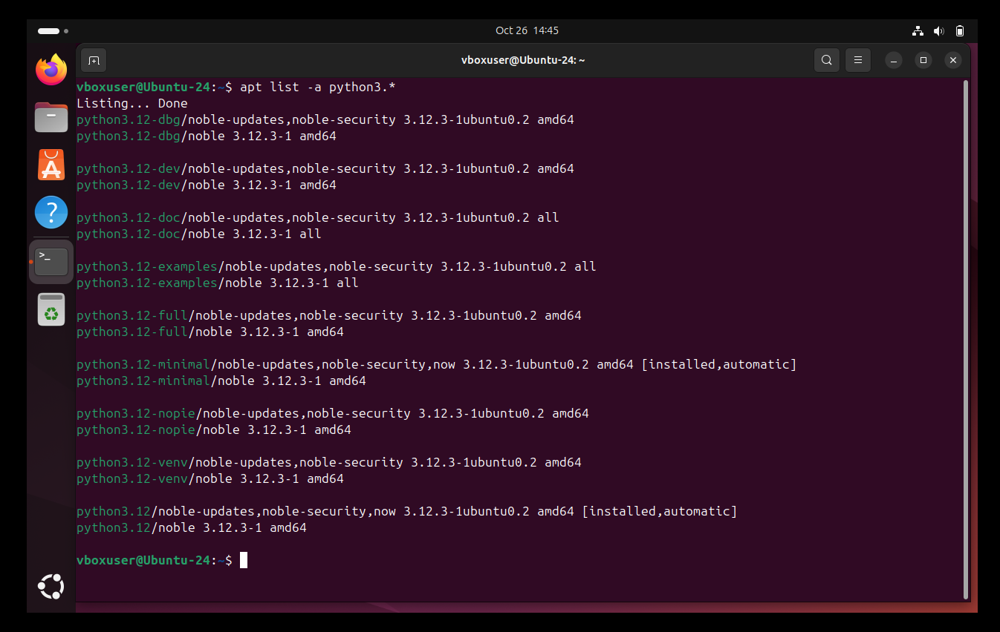 Oct 26 14:45
vboxuser@Ubuntu-24: ~
vboxuser@Ubuntu-24:~$ apt list -a python3.*
Listing... Done
python3.12-dbg/noble-updates,noble-security 3.12.3-1ubuntu0.2 amd64
python3.12-dbg/noble 3.12.3-1 amd64
python3.12-dev/noble-updates,noble-security 3.12.3-1ubuntu0.2 amd64
python3.12-dev/noble 3.12.3-1 amd64
python3.12-doc/noble-updates,noble-security 3.12.3-1ubuntu0.2 all
python3.12-doc/noble 3.12.3-1 all
python3.12-examples/noble-updates,noble-security 3.12.3-1ubuntu0.2 all
python3.12-examples/noble 3.12.3-1 all
python3.12-full/noble-updates,noble-security 3.12.3-1ubuntu0.2 amd64
python3.12-full/noble 3.12.3-1 amd64
python3.12-minimal/noble-updates,noble-security,now 3.12.3-1ubuntu0.2 amd64 [installed,automatic]
python3.12-minimal/noble 3.12.3-1 amd64
python3.12-nopie/noble-updates,noble-security 3.12.3-1ubuntu0.2 amd64
python3.12-nopie/noble 3.12.3-1 amd64
python3.12-venv/noble-updates,noble-security 3.12.3-1ubuntu0.2 amd64
python3.12-venv/noble 3.12.3-1 amd64
python3.12/noble-updates,noble-security,now 3.12.3-1ubuntu0.2 amd64 [installed,automatic]
python3.12/noble 3.12.3-1 amd64
vboxuser@Ubuntu-24:~$